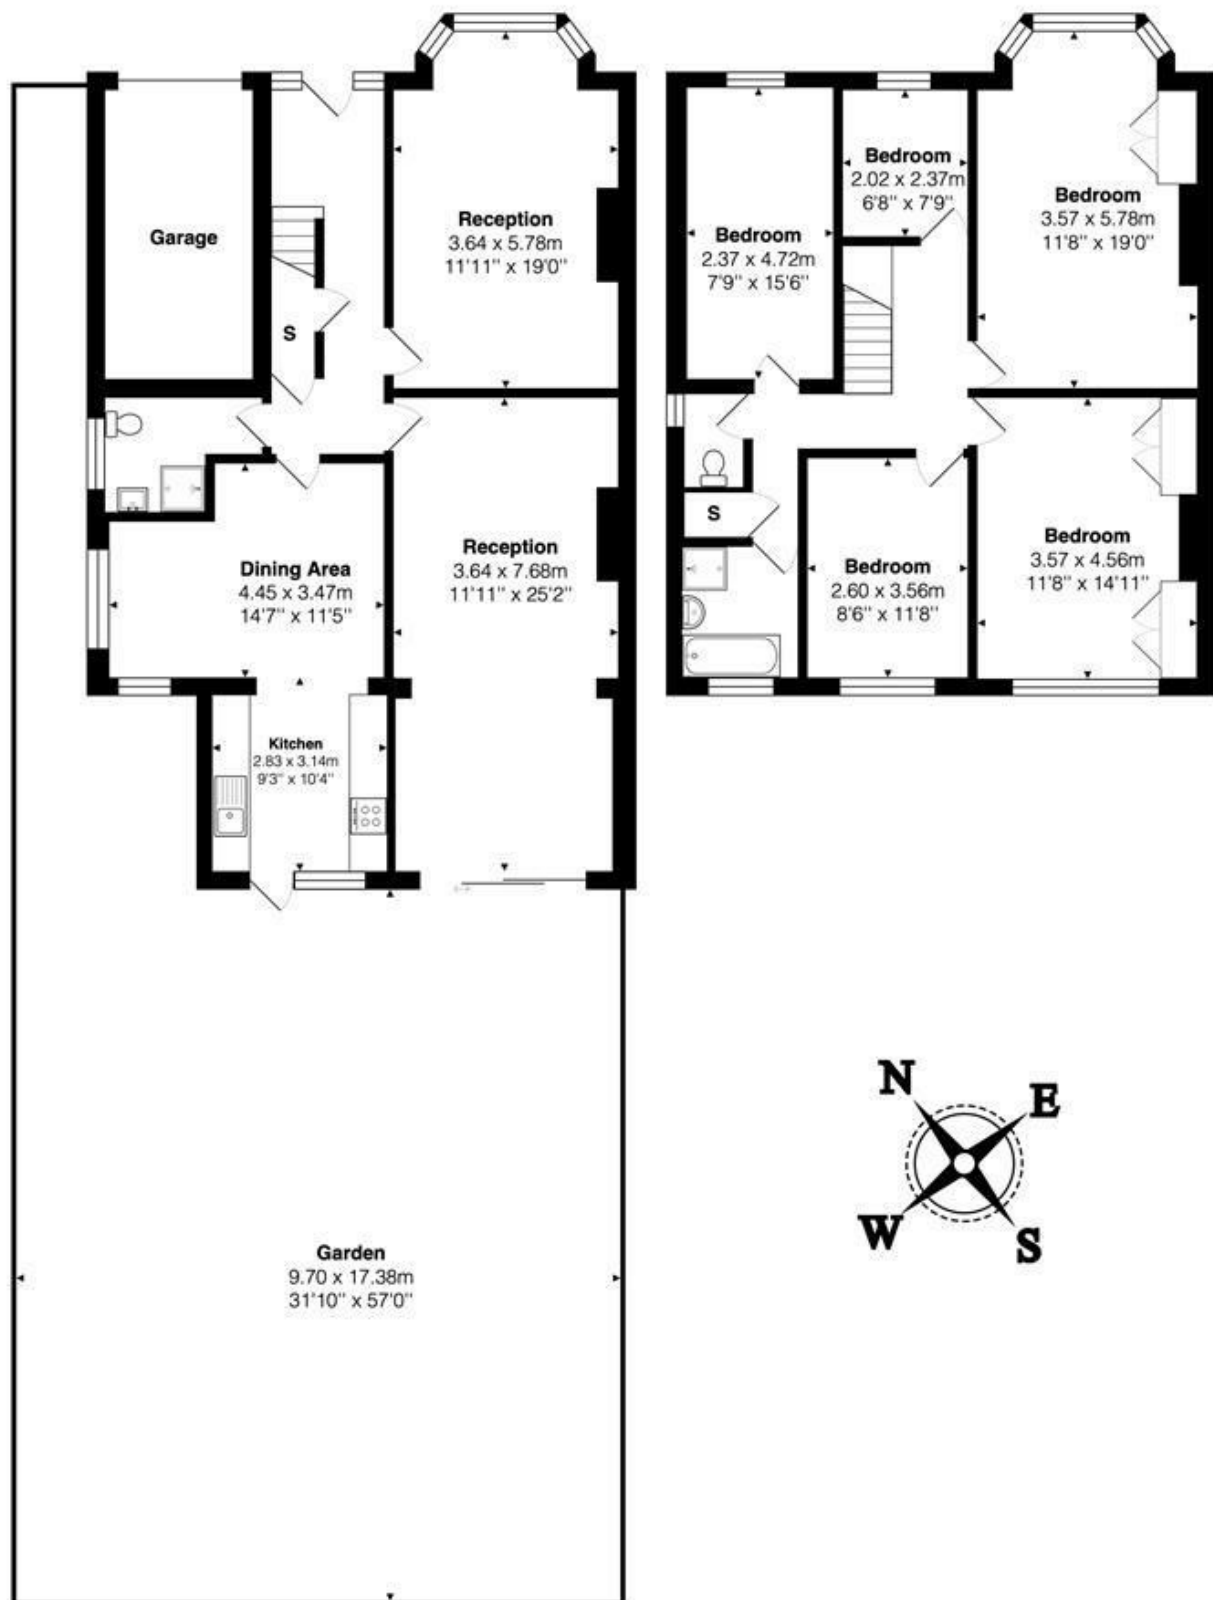 Garage
Reception
3.64 x 5.78m
11'11" x 19'0"
S
Dining Area
4.45 x 3.47m
14'7" x 11'5"
Reception
3.64 x 7.68m
11'11" x 25'2"
Kitchen
2.83 x 3.14m
9'3" x 10'4"
Garden
9.70 x 17.38m
31'10" x 57'0"
Bedroom
2.37 x 4.72m
7'9" x 15'6"
Bedroom
2.02 x 2.37m
6'8" x 7'9"
Bedroom
3.57 x 5.78m
11'8" x 19'0"
S
Bedroom
2.60 x 3.56m
8'6" x 11'8"
Bedroom
3.57 x 4.56m
11'8" x 14'11"
N
E
W
S